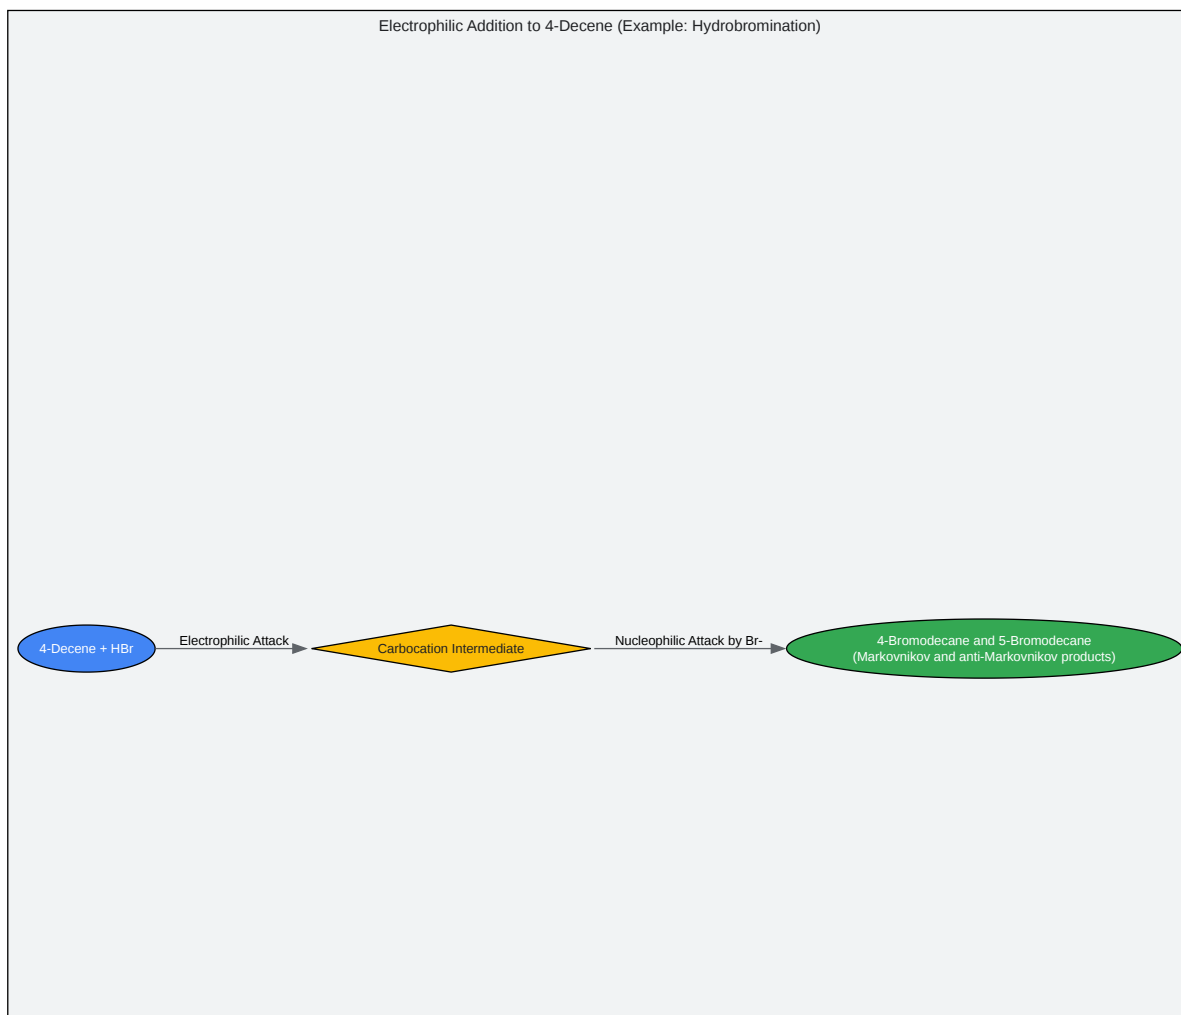 Electrophilic Addition to 4-Decene (Example: Hydrobromination)
4-Decene + HBr
Electrophilic Attack
Carbocation Intermediate
Nucleophilic Attack by Br-
4-Bromodecane and 5-Bromodecane
(Markovnikov and anti-Markovnikov products)